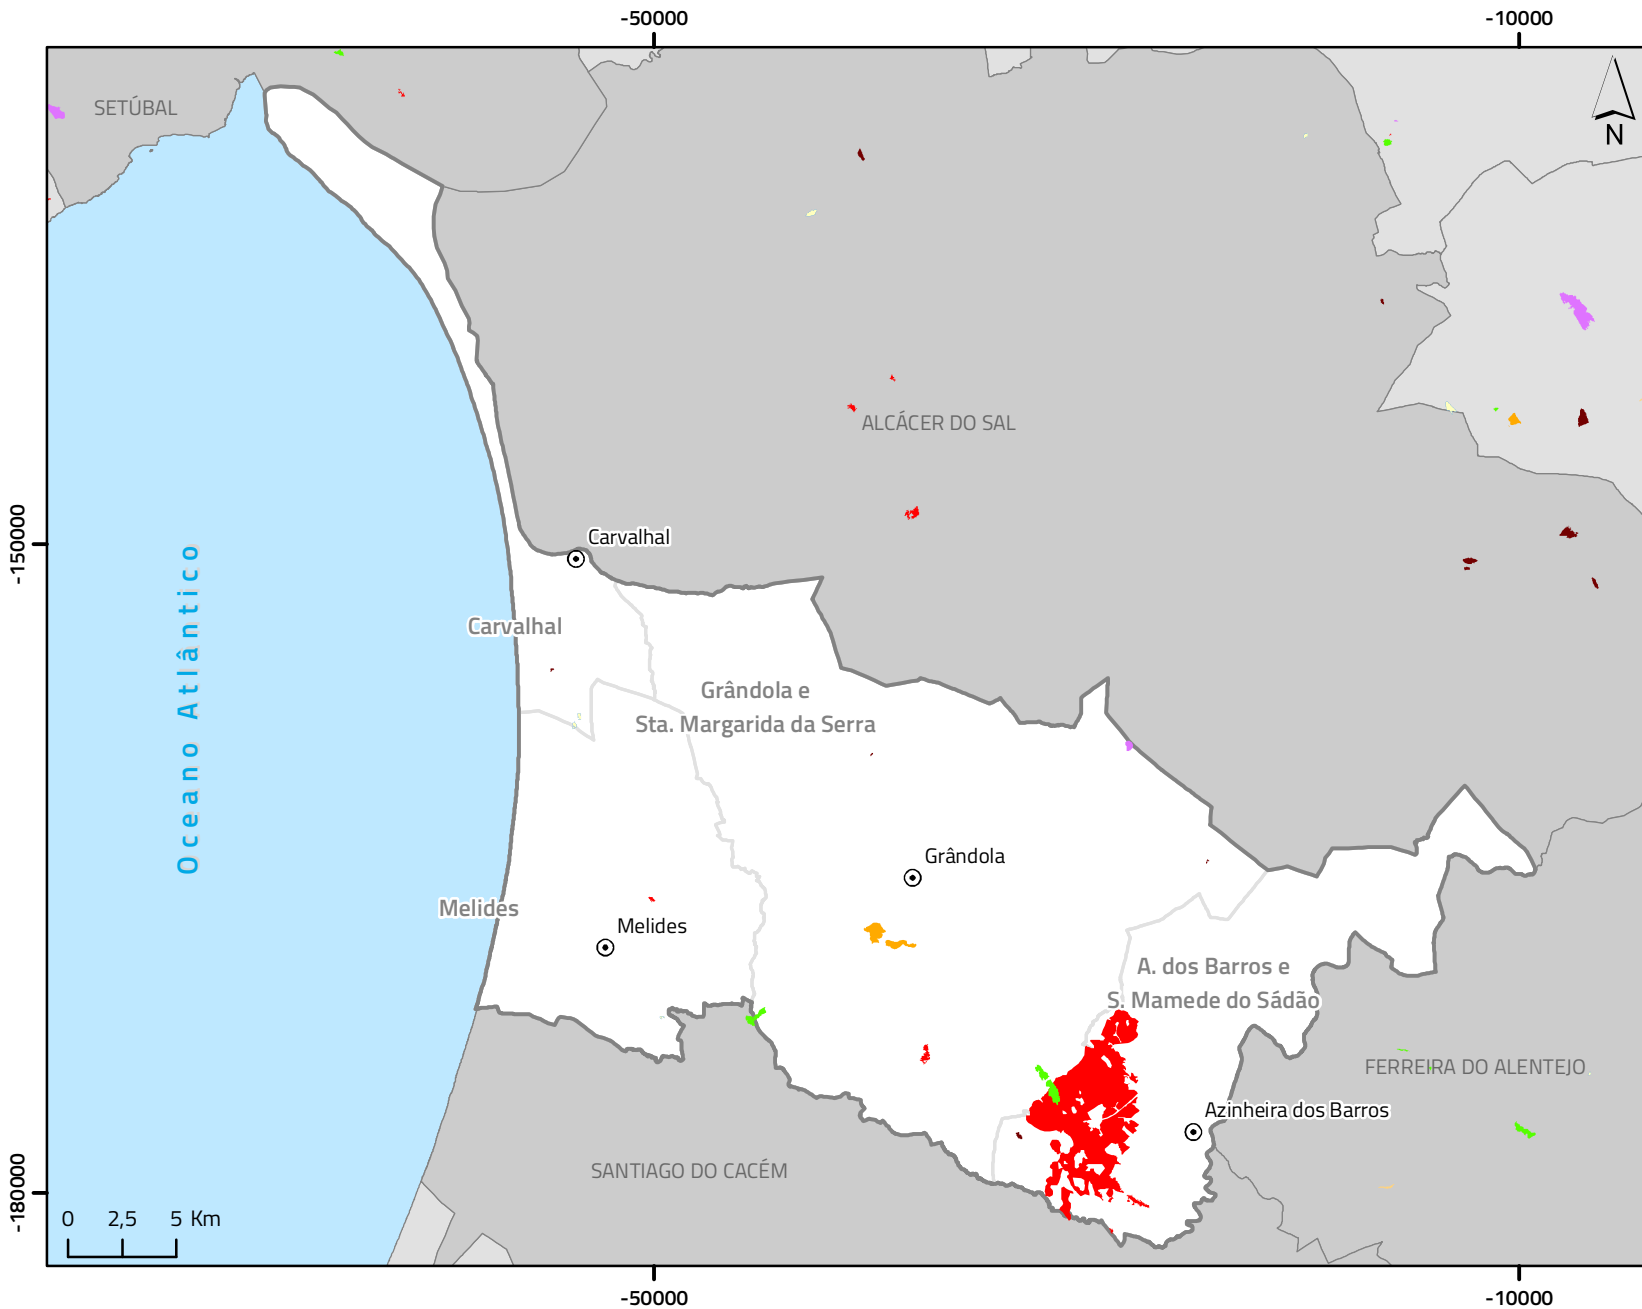 -50000
-10000
SETÚBAL
N
ALCÁCER DO SAL
-150000
Carvalhal
Oceano Atlântico
Carvalhal
Grândola e
Sta. Margarida da Serra
Grândola
Melides
Melides
A. dos Barros e
S. Mamede do Sádão
FERREIRA DO ALENTEJO
Azinheira dos Barros
SANTIAGO DO CACÉM
-180000
0 2,5 5 Km
-50000
-10000